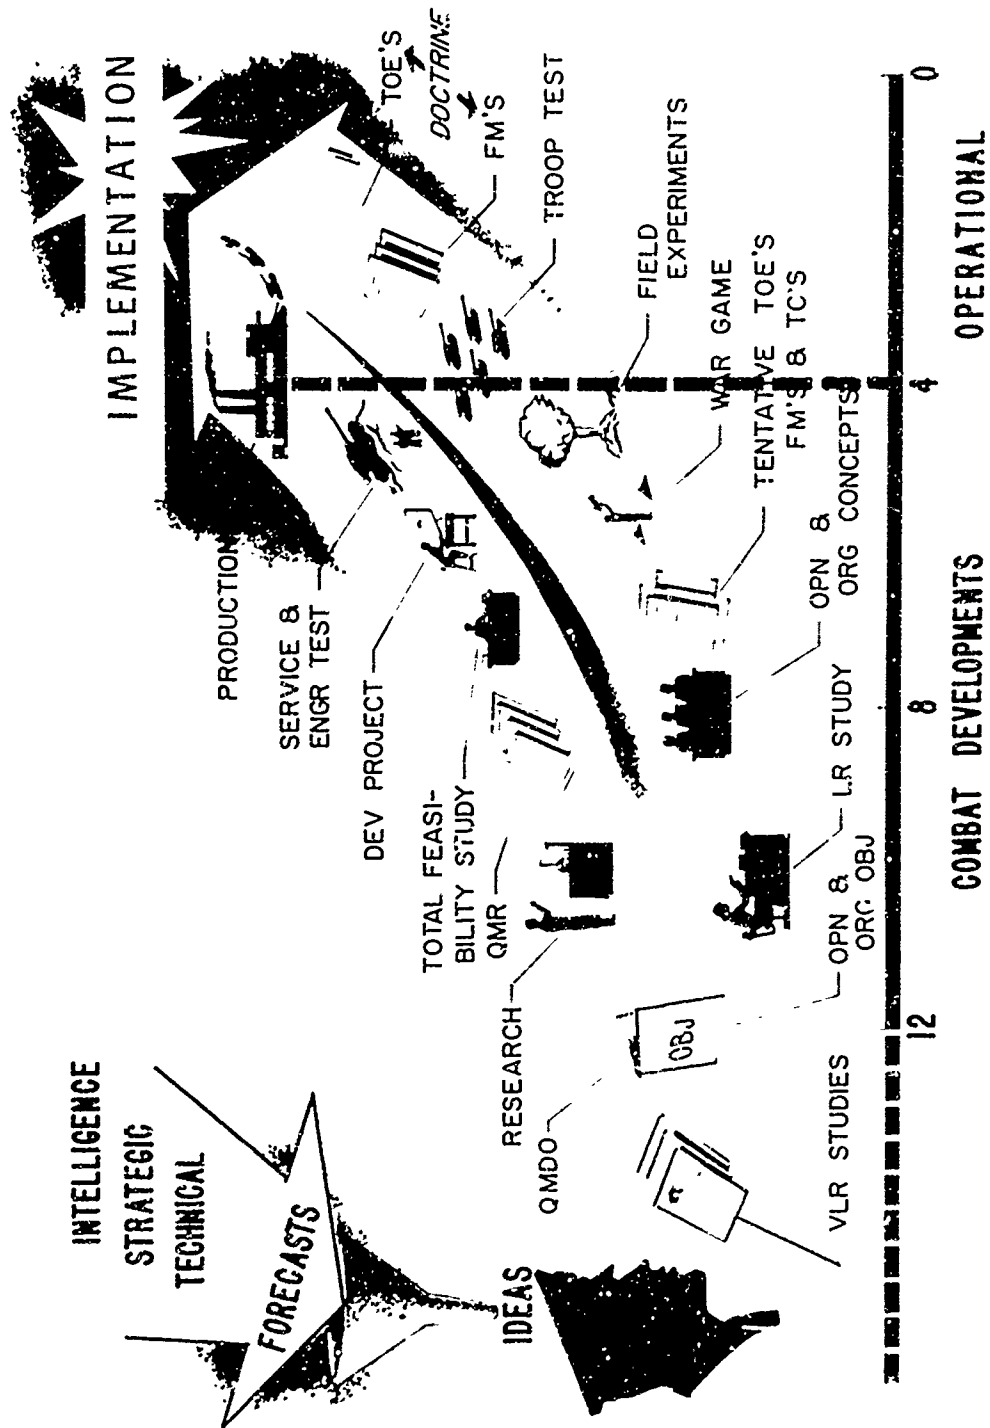 INTELLIGENCE
STRATEGIC
TECHNICAL
FORECASTS
IDEAS
IMPLEMENTATION
PRODUCTION
SERVICE &
ENGR TEST
DEV PROJECT
TOTAL FEASI-
BILITY STUDY
QMR
RESEARCH
QMDO
OBJ
VLR STUDIES
OPN &
ORG OBJ
LR STUDY
OPN &
ORG CONCEPTS
TENTATIVE TOE'S
FM'S & TC'S
WAR GAME
FIELD
EXPERIMENTS
TROOP TEST
TOE'S
DOCTRINE
FM'S
12
8
4
0
COMBAT DEVELOPMENTS
OPERATIONAL